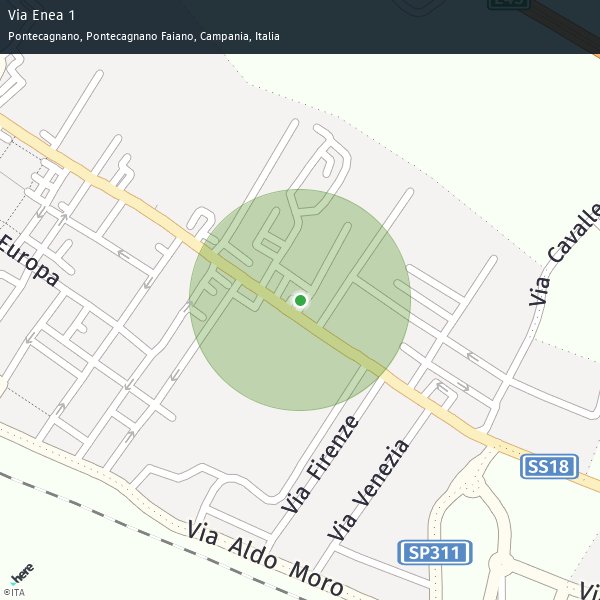 Via Enea 1
Pontecagnano, Pontecagnano Faiano, Campania, Italia
Europa
Via Cavalle
SS18
Via Firenze
Via Venezia
SP311
Via Aldo Moro
Vi
here
©ITA